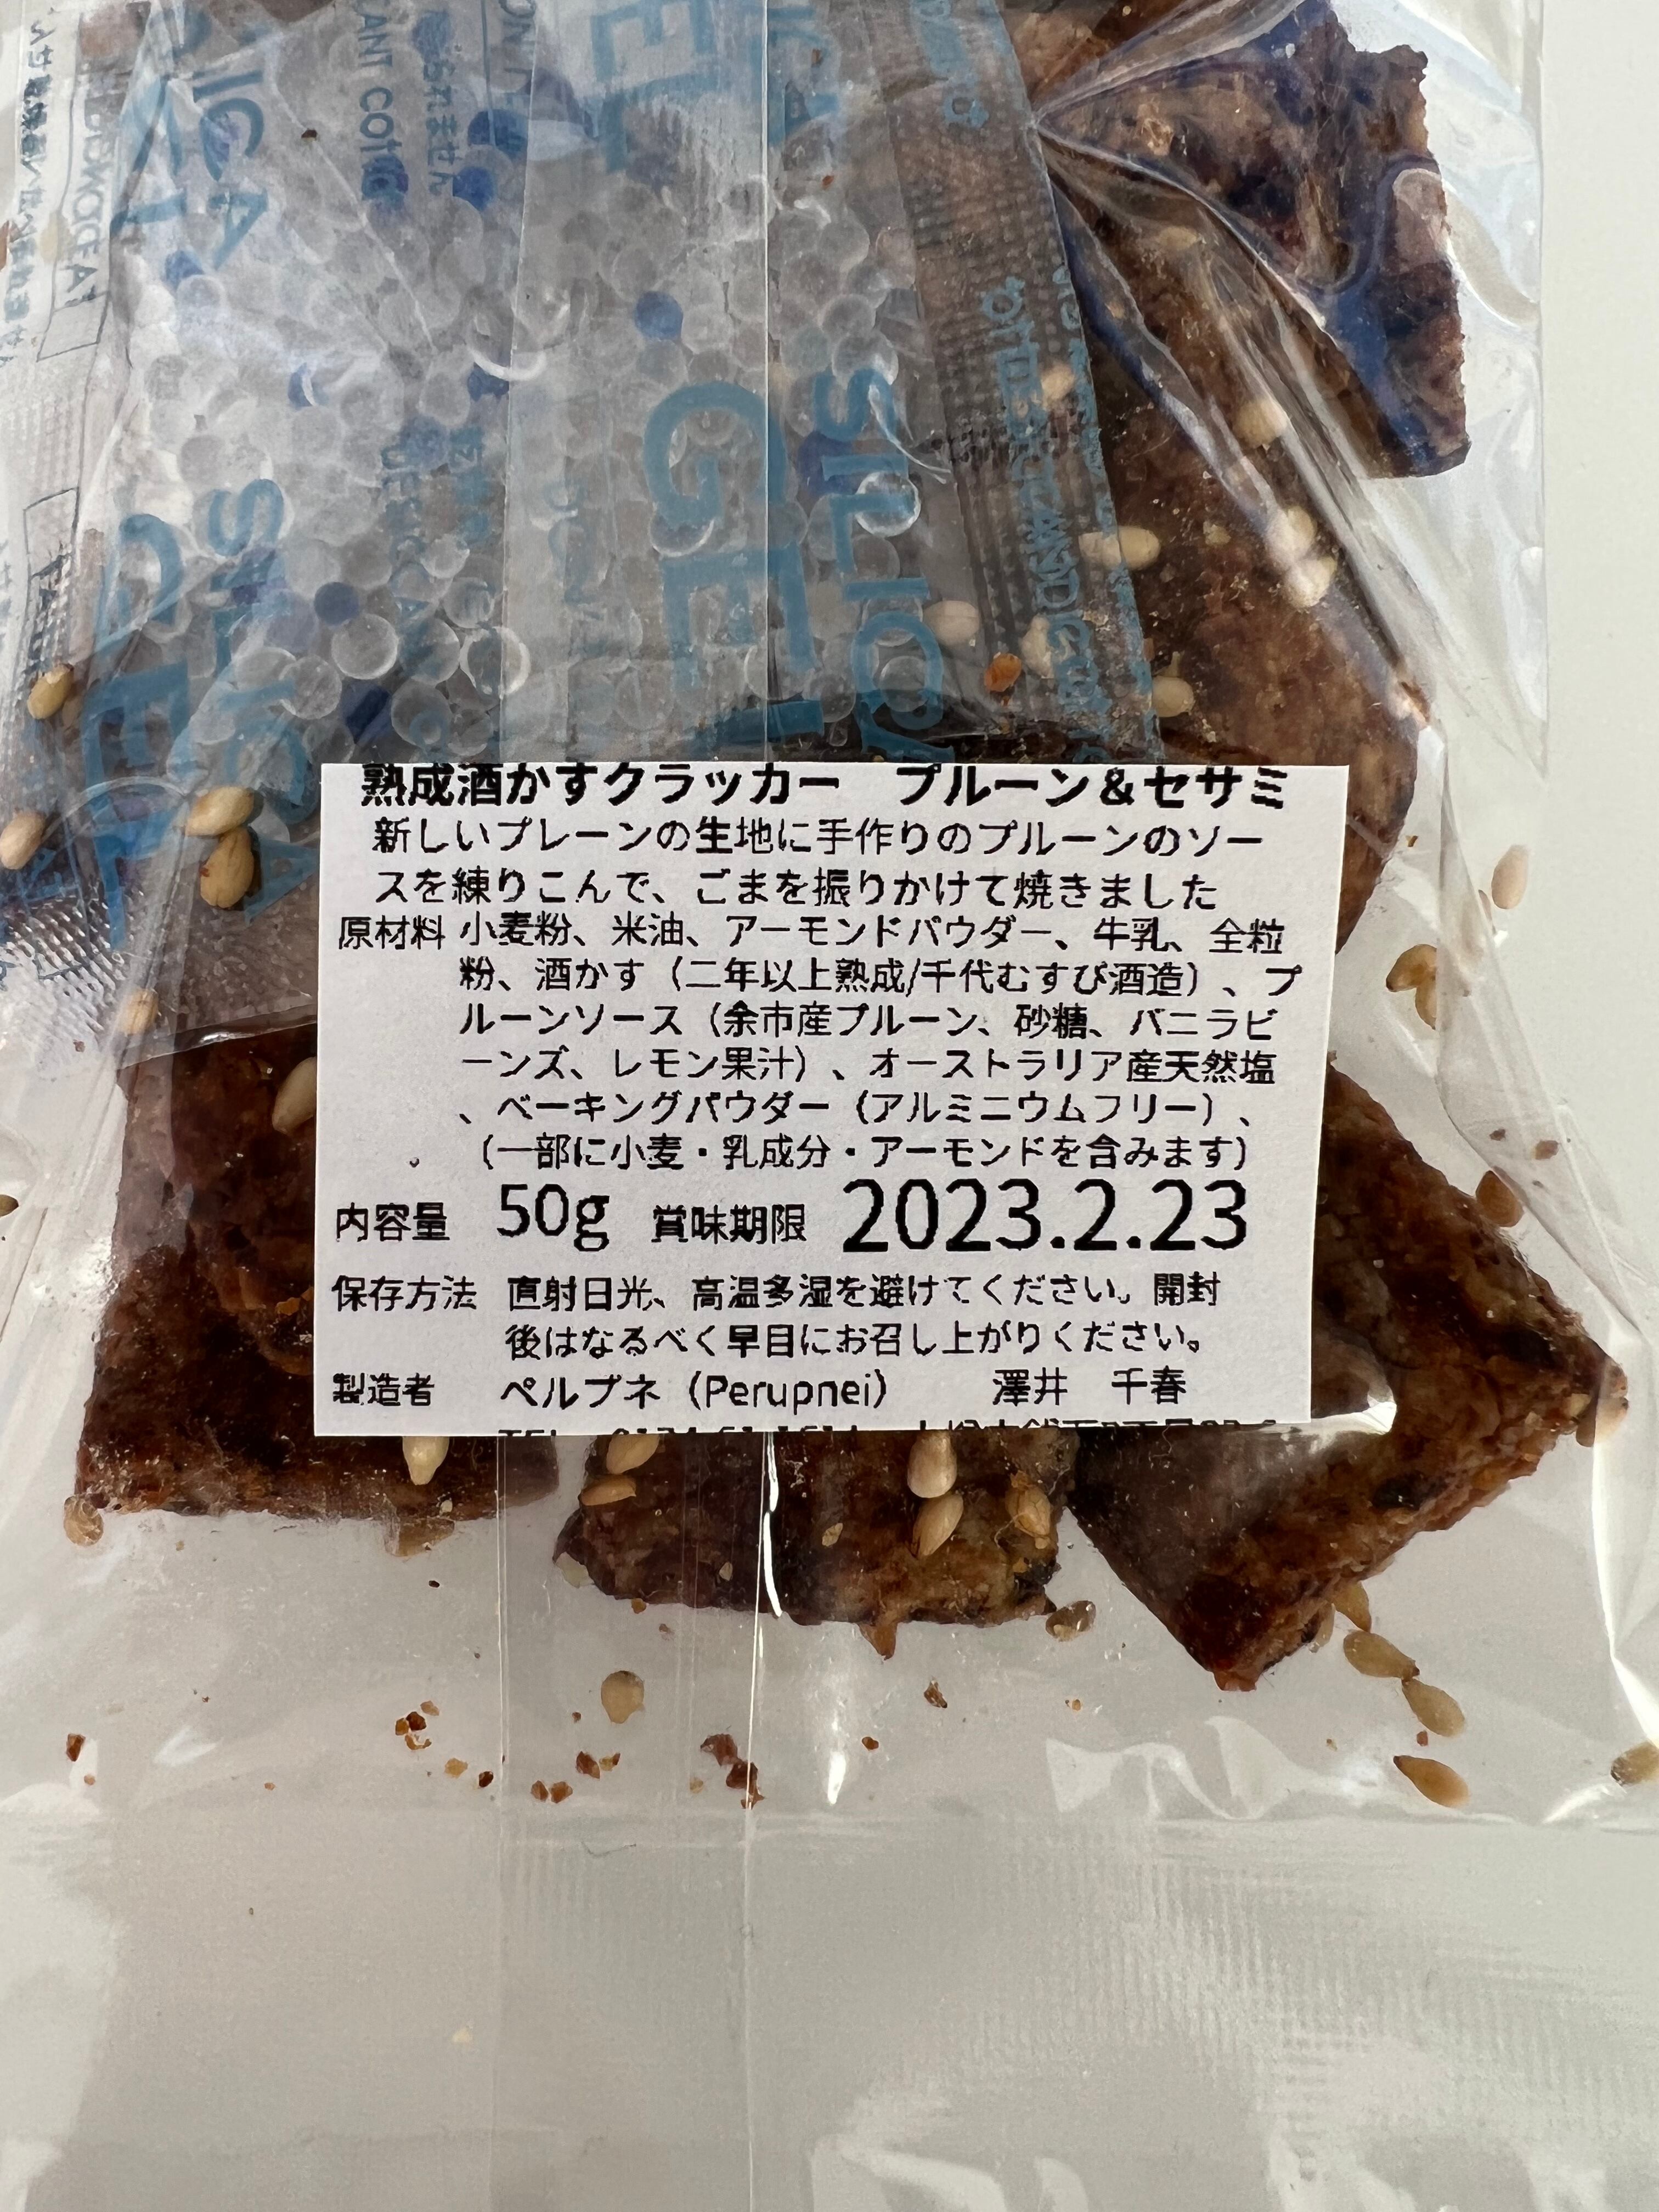 SILICA
GEL
SILICA
GEL
熟成酒かすクラッカー　プルーン＆セサミ
新しいプレーンの生地に手作りのプルーンのソー
スを練りこんで、ごまを振りかけて焼きました
原材料 小麦粉、米油、アーモンドパウダー、牛乳、全粒
粉、酒かす（二年以上熟成/千代むすび酒造）、プ
ルーンソース（余市産プルーン、砂糖、バニラビ
ーンズ、レモン果汁）、オーストラリア産天然塩
、ベーキングパウダー（アルミニウムフリー）、
（一部に小麦・乳成分・アーモンドを含みます）
内容量 50g 賞味期限 2023.2.23
保存方法 直射日光、高温多湿を避けてください。開封
後はなるべく早目にお召し上がりください。
製造者 ペルプネ（Perupnei） 澤井　千春